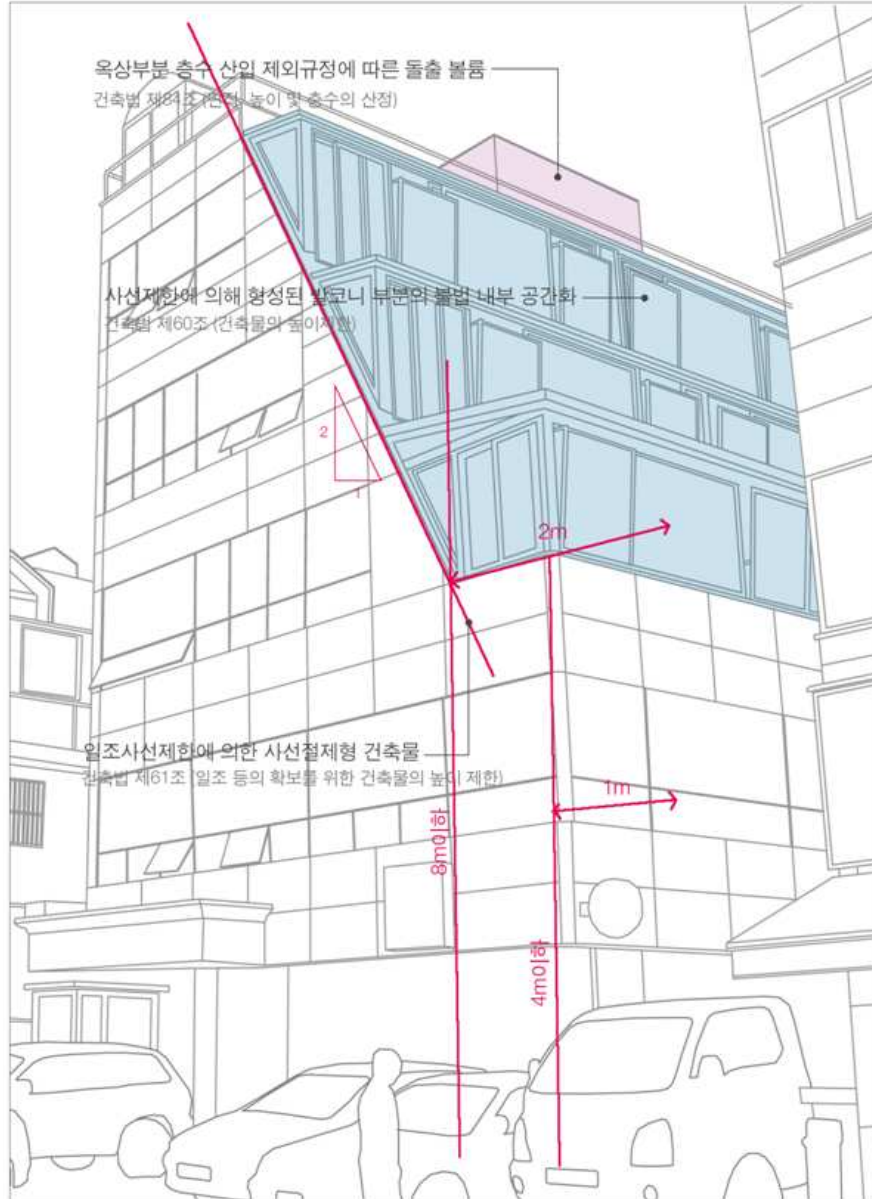 옥상부분 층수 산입 제외규정에 따른 돌출 볼륨
건축법 제84조 (면적, 높이 및 층수의 산정)
사선제한에 의해 형성된 발코니 부분의 불법 내부 공간화
건축법 제60조 (건축물의 높이제한)
2
1
2m
일조사선제한에 의한 사선절제형 건축물
건축법 제61조 (일조 등의 확보를 위한 건축물의 높이 제한)
1m
8m이하
4m이하